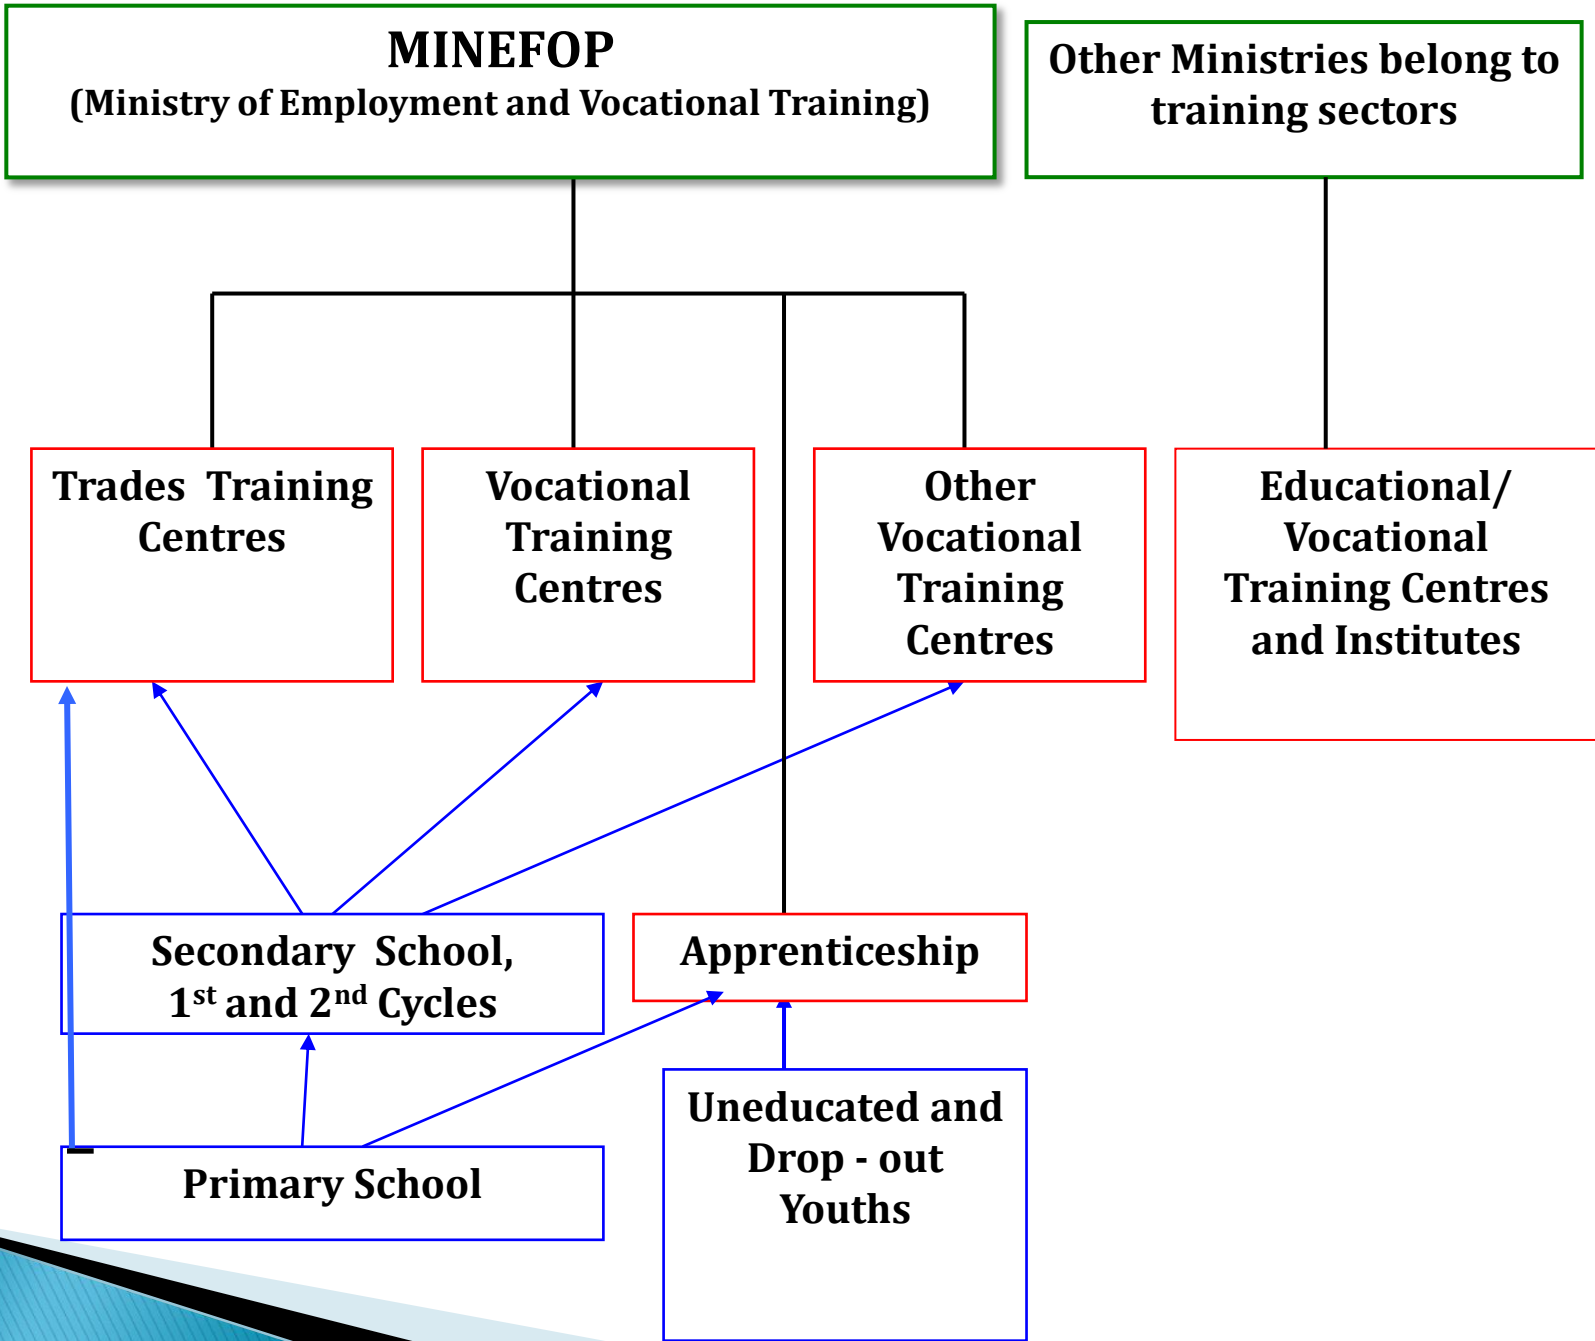 MINEFOP
(Ministry of Employment and Vocational Training)
Other Ministries belong to
training sectors
Trades Training
Centres
Vocational
Training
Centres
Other
Vocational
Training
Centres
Educational/
Vocational
Training Centres
and Institutes
Secondary School,
1st and 2nd Cycles
Apprenticeship
Uneducated and
Drop - out
Youths
Primary School